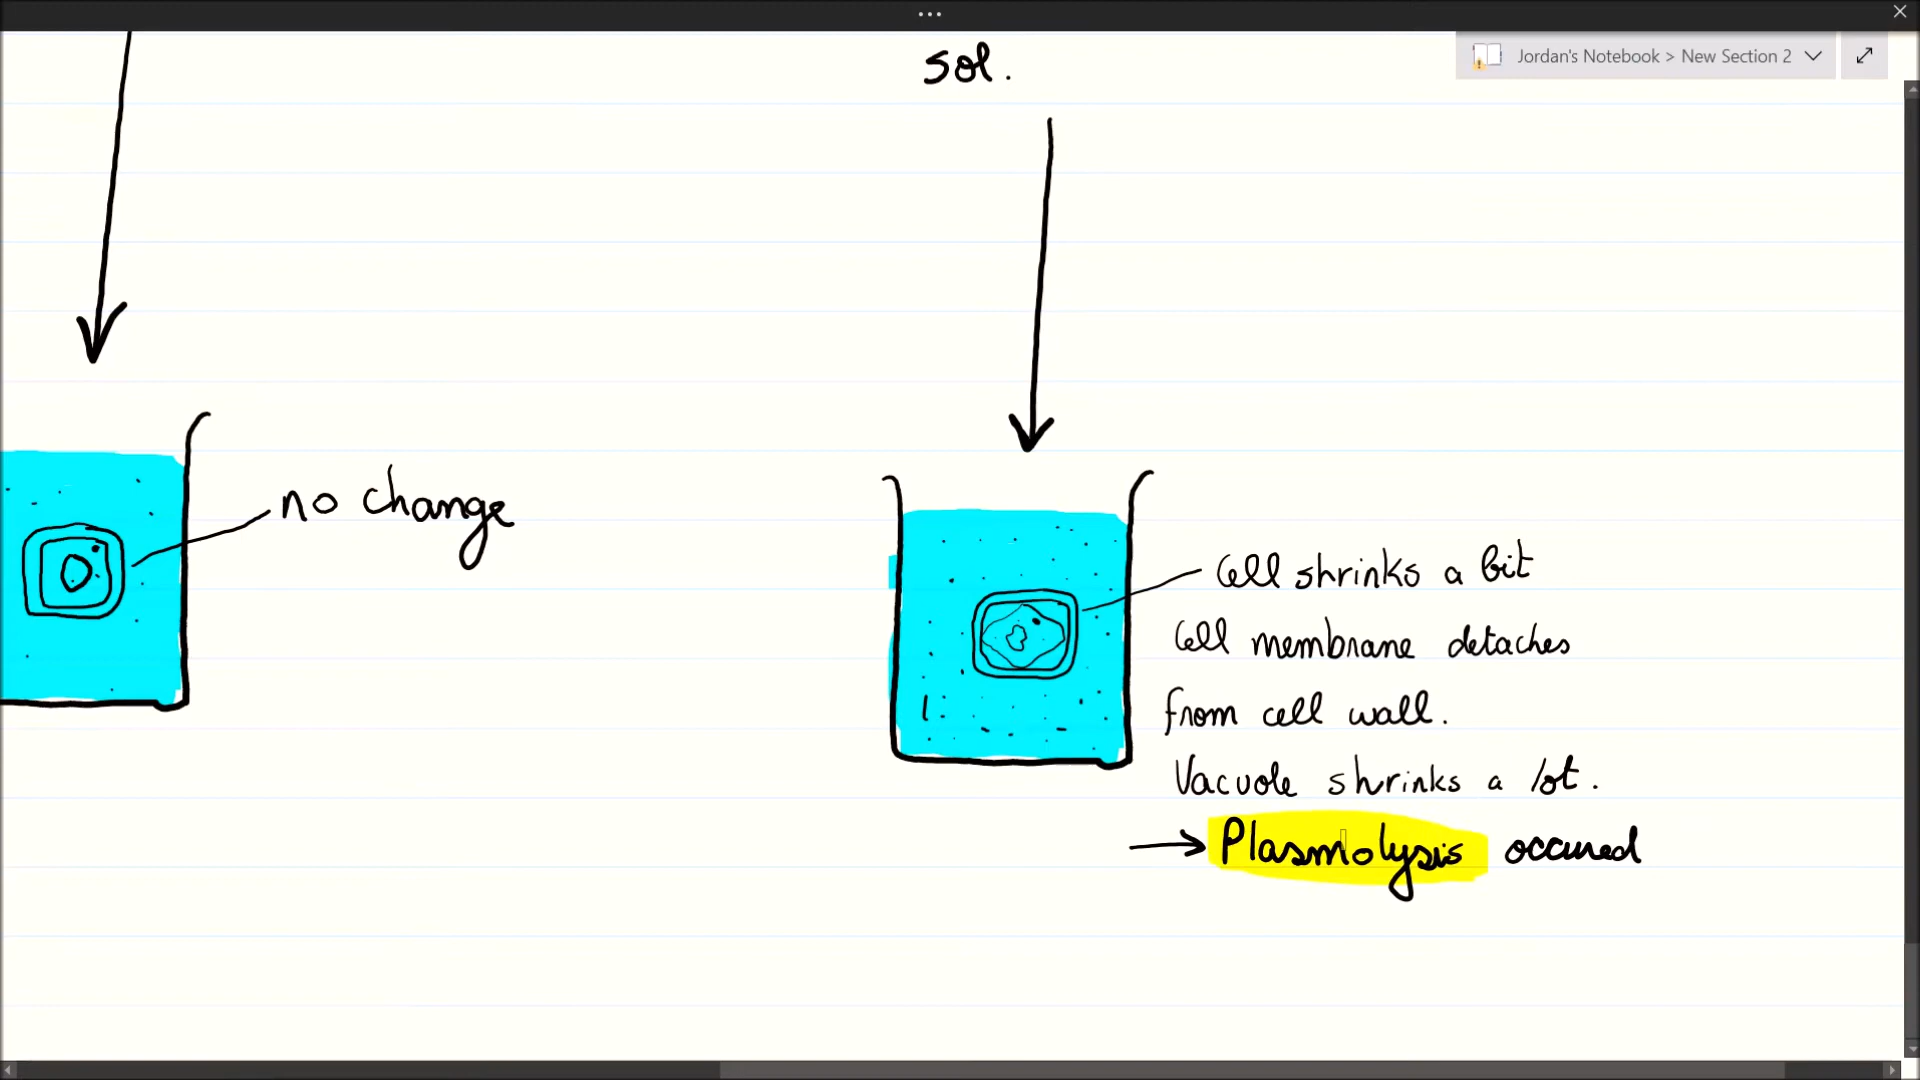 ...
Jordan's Notebook > New Section 2
sol.
no change
Cell shrinks a bit
Cell membrane detaches
from cell wall.
Vacuole shrinks a lot.
→ Plasmolysis occured